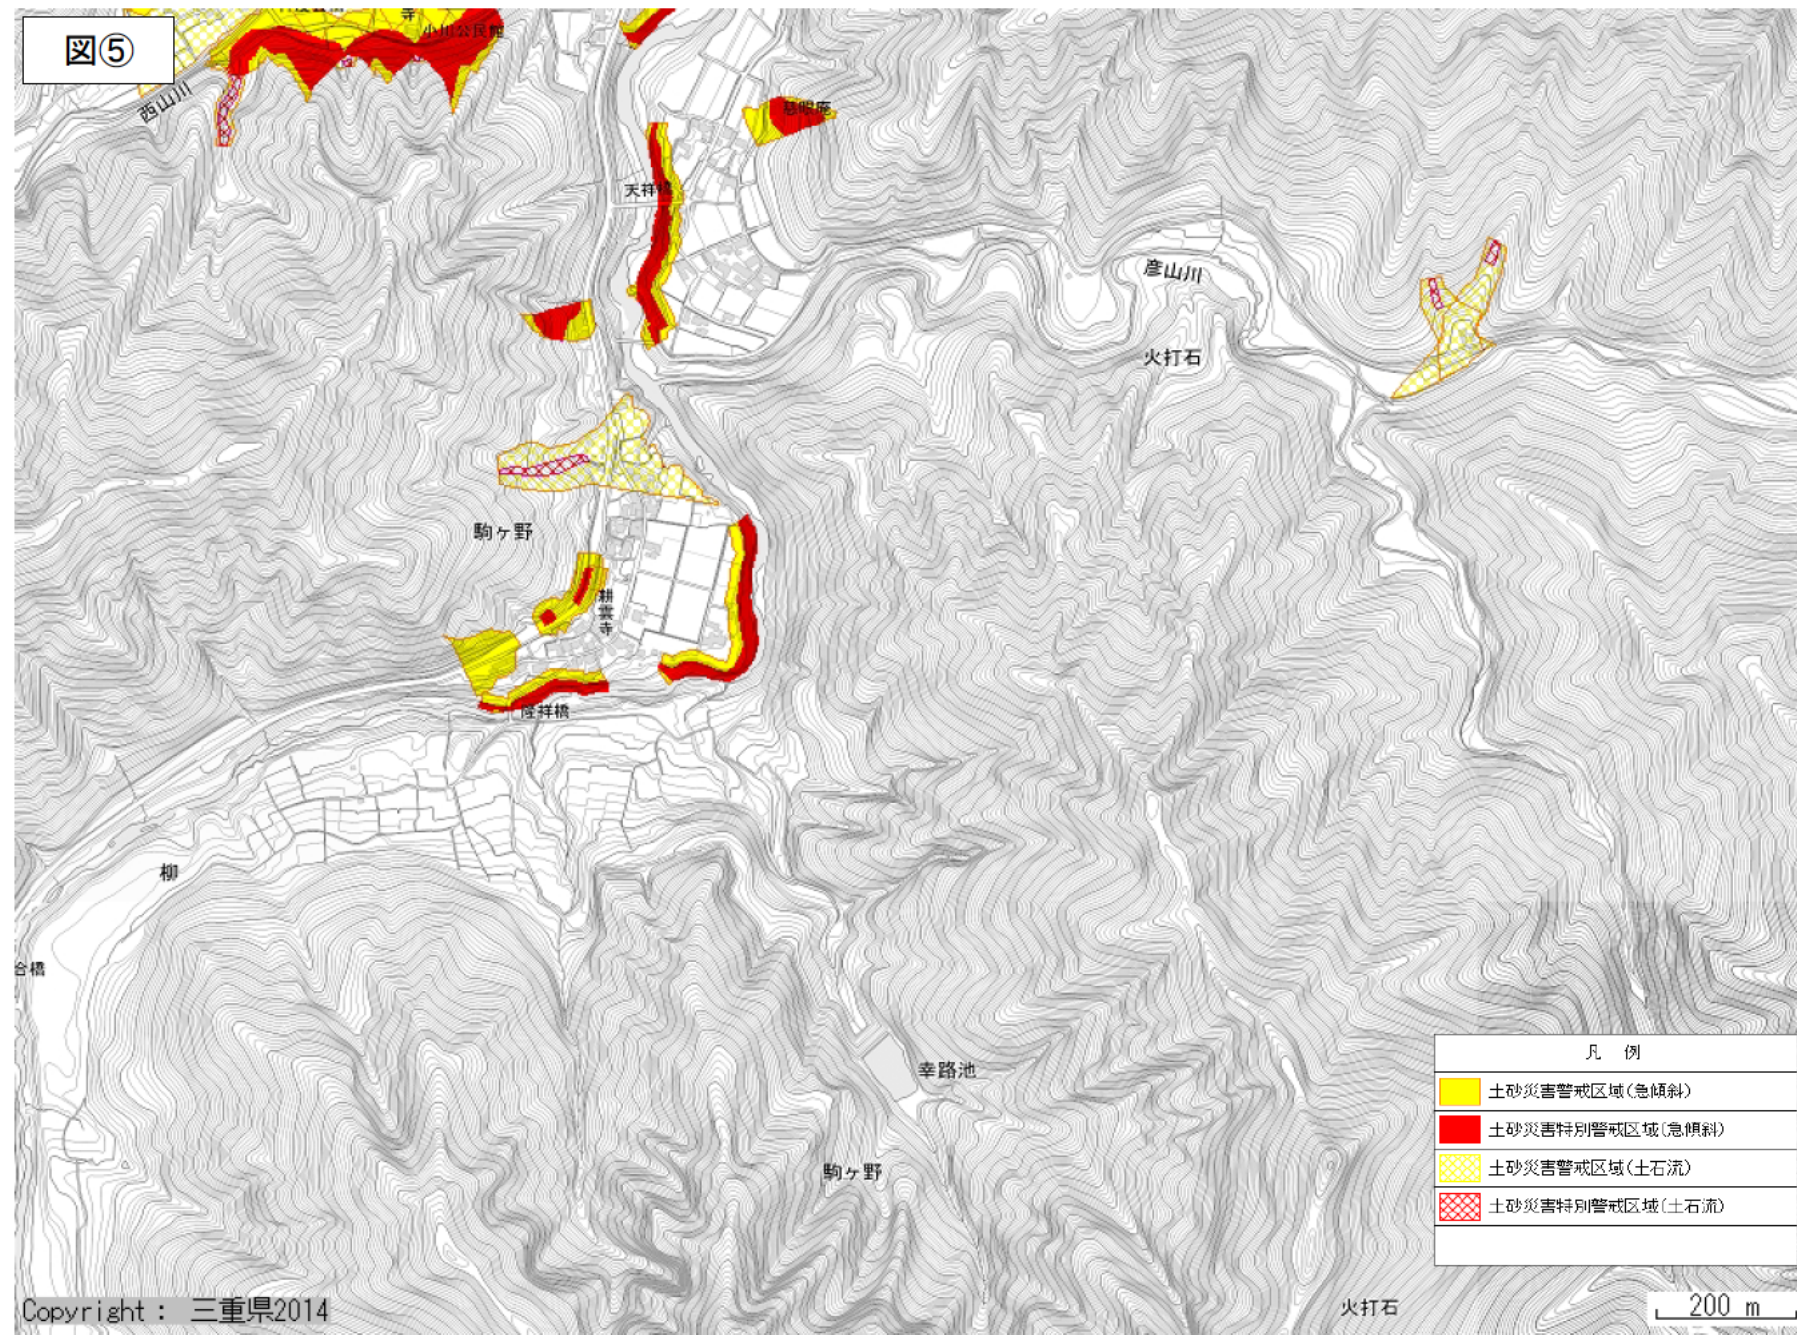 図⑤
寺
小川公民館
西山川
慈眼庵
天祥橋
彦山川
火打石
駒ヶ野
耕雲寺
隆祥橋
柳
合橋
幸路池
駒ヶ野
火打石
凡 例
土砂災害警戒区域(急傾斜)
土砂災害特別警戒区域(急傾斜)
土砂災害警戒区域(土石流)
土砂災害特別警戒区域(土石流)
200 m
Copyright : 三重県2014